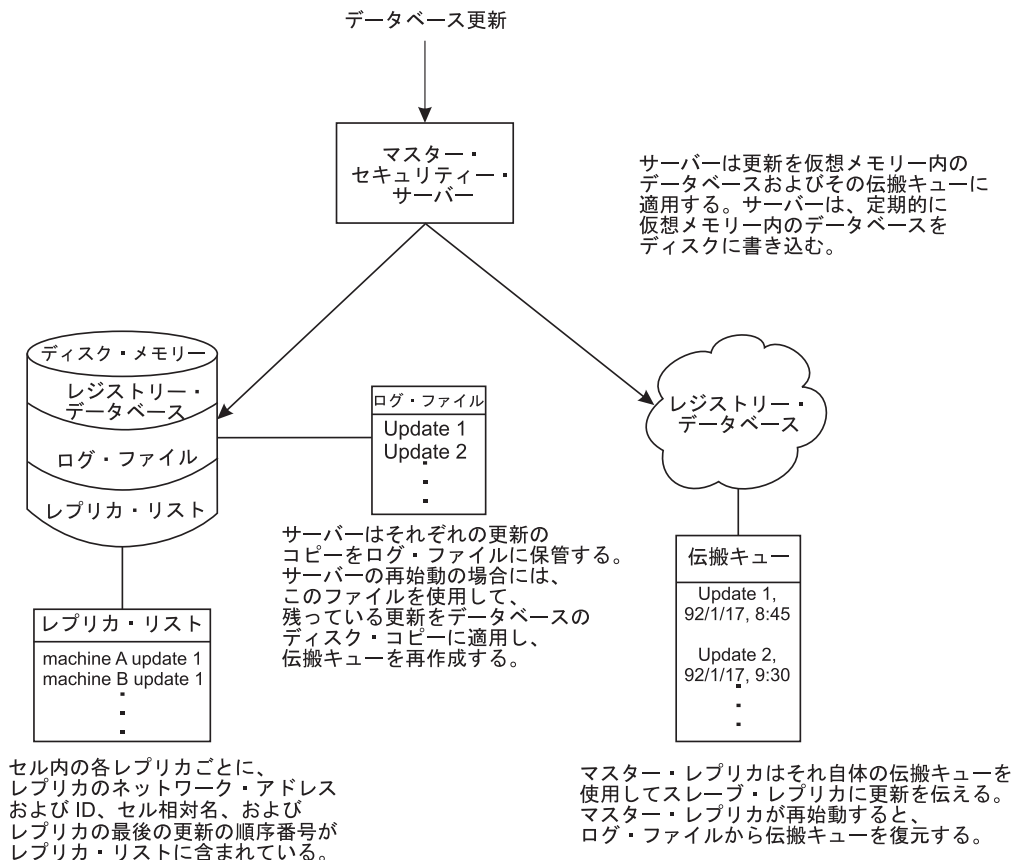 データベース更新
マスター・
セキュリティー・
サーバー
サーバーは更新を仮想メモリー内の
データベースおよびその伝搬キューに
適用する。サーバーは、定期的に
仮想メモリー内のデータベースを
ディスクに書き込む。
ディスク・メモリー
レジストリー・
データベース
ログ・ファイル
レプリカ・リスト
ログ・ファイル
Update 1
Update 2
レジストリー・
データベース
サーバーはそれぞれの更新の
コピーをログ・ファイルに保管する。
サーバーの再始動の場合には、
このファイルを使用して、
残っている更新をデータベースの
ディスク・コピーに適用し、
伝搬キューを再作成する。
伝搬キュー
Update 1,
92/1/17, 8:45
Update 2,
92/1/17, 9:30
レプリカ・リスト
machine A update 1
machine B update 1
セル内の各レプリカごとに、
レプリカのネットワーク・アドレス
および ID、セル相対名、および
レプリカの最後の更新の順序番号が
レプリカ・リストに含まれている。
マスター・レプリカはそれ自体の伝搬キューを
使用してスレーブ・レプリカに更新を伝える。
マスター・レプリカが再始動すると、
ログ・ファイルから伝搬キューを復元する。